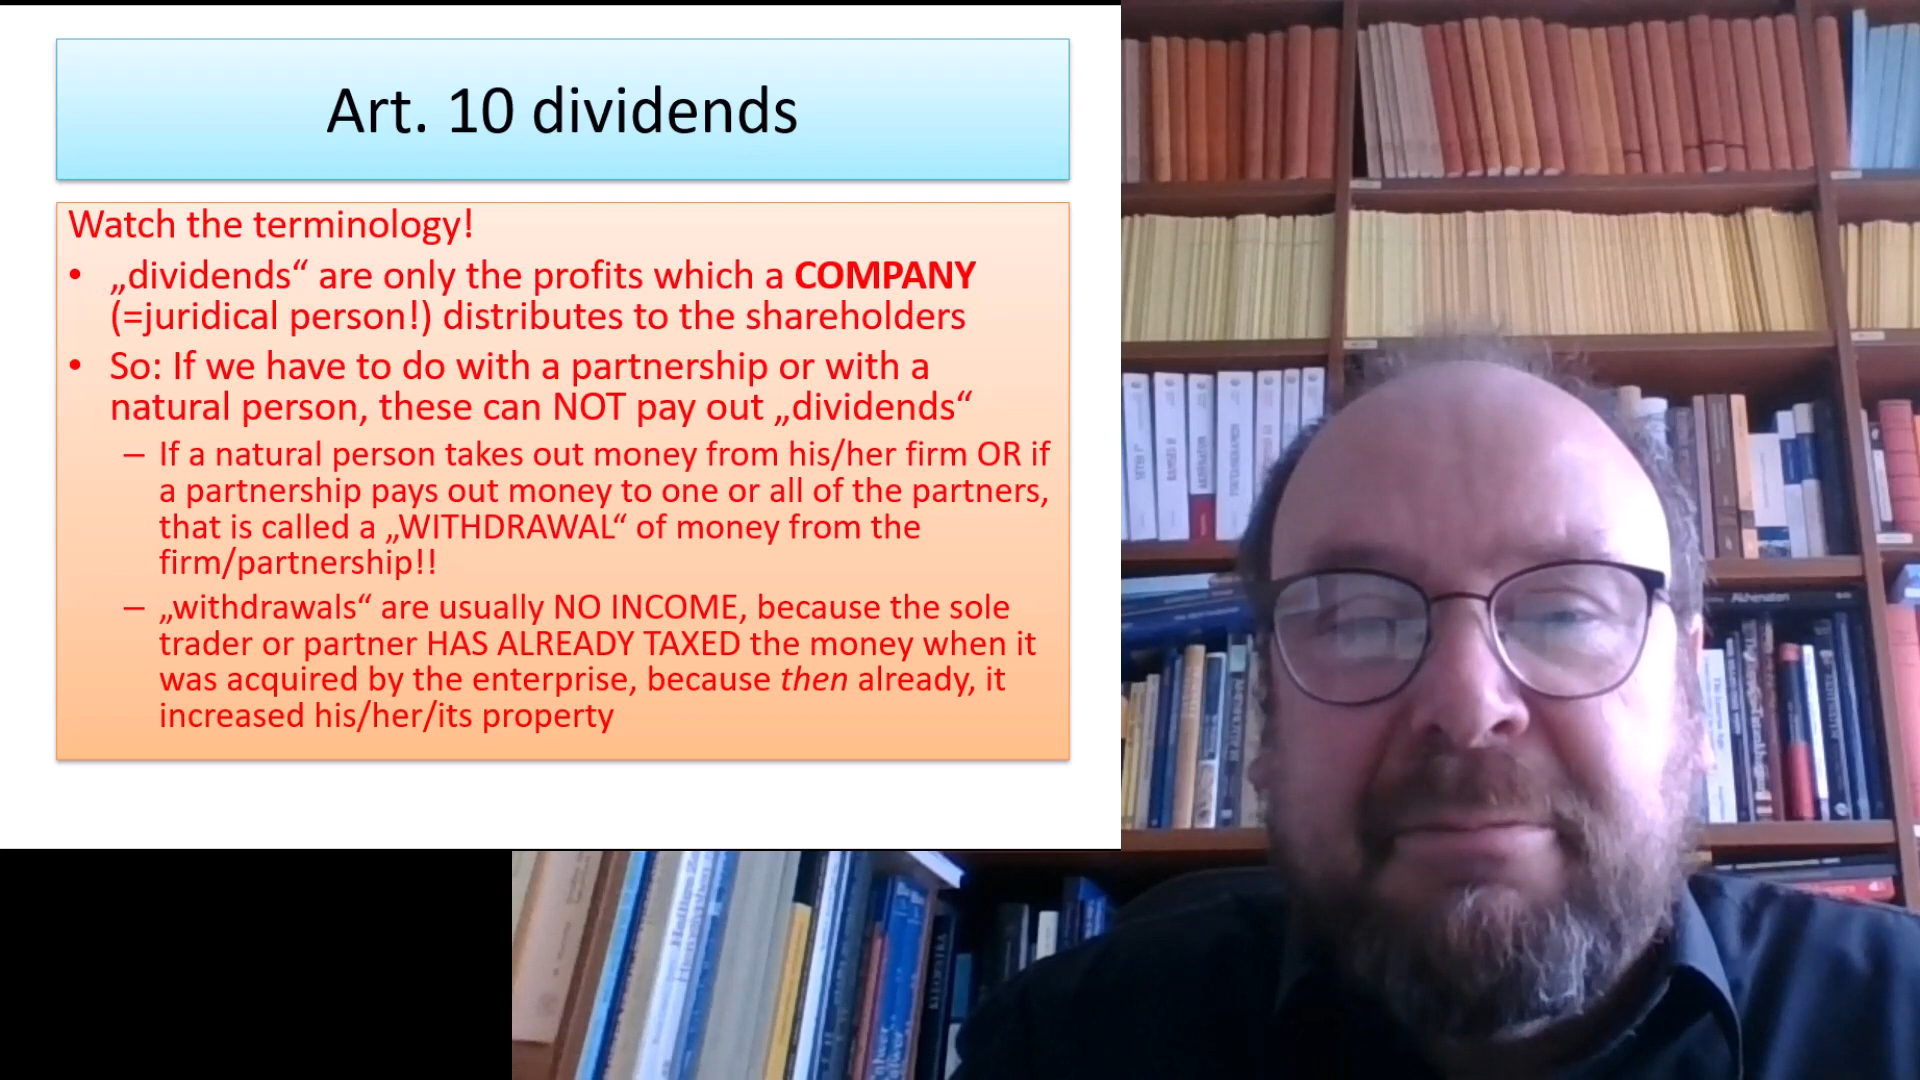 Art. 10 dividends
Watch the terminology!
• „dividends“ are only the profits which a COMPANY
(=juridical person!) distributes to the shareholders
• So: If we have to do with a partnership or with a
natural person, these can NOT pay out „dividends“
– If a natural person takes out money from his/her firm OR if
a partnership pays out money to one or all of the partners,
that is called a „WITHDRAWAL“ of money from the
firm/partnership!!
– „withdrawals“ are usually NO INCOME, because the sole
trader or partner HAS ALREADY TAXED the money when it
was acquired by the enterprise, because then already, it
increased his/her/its property